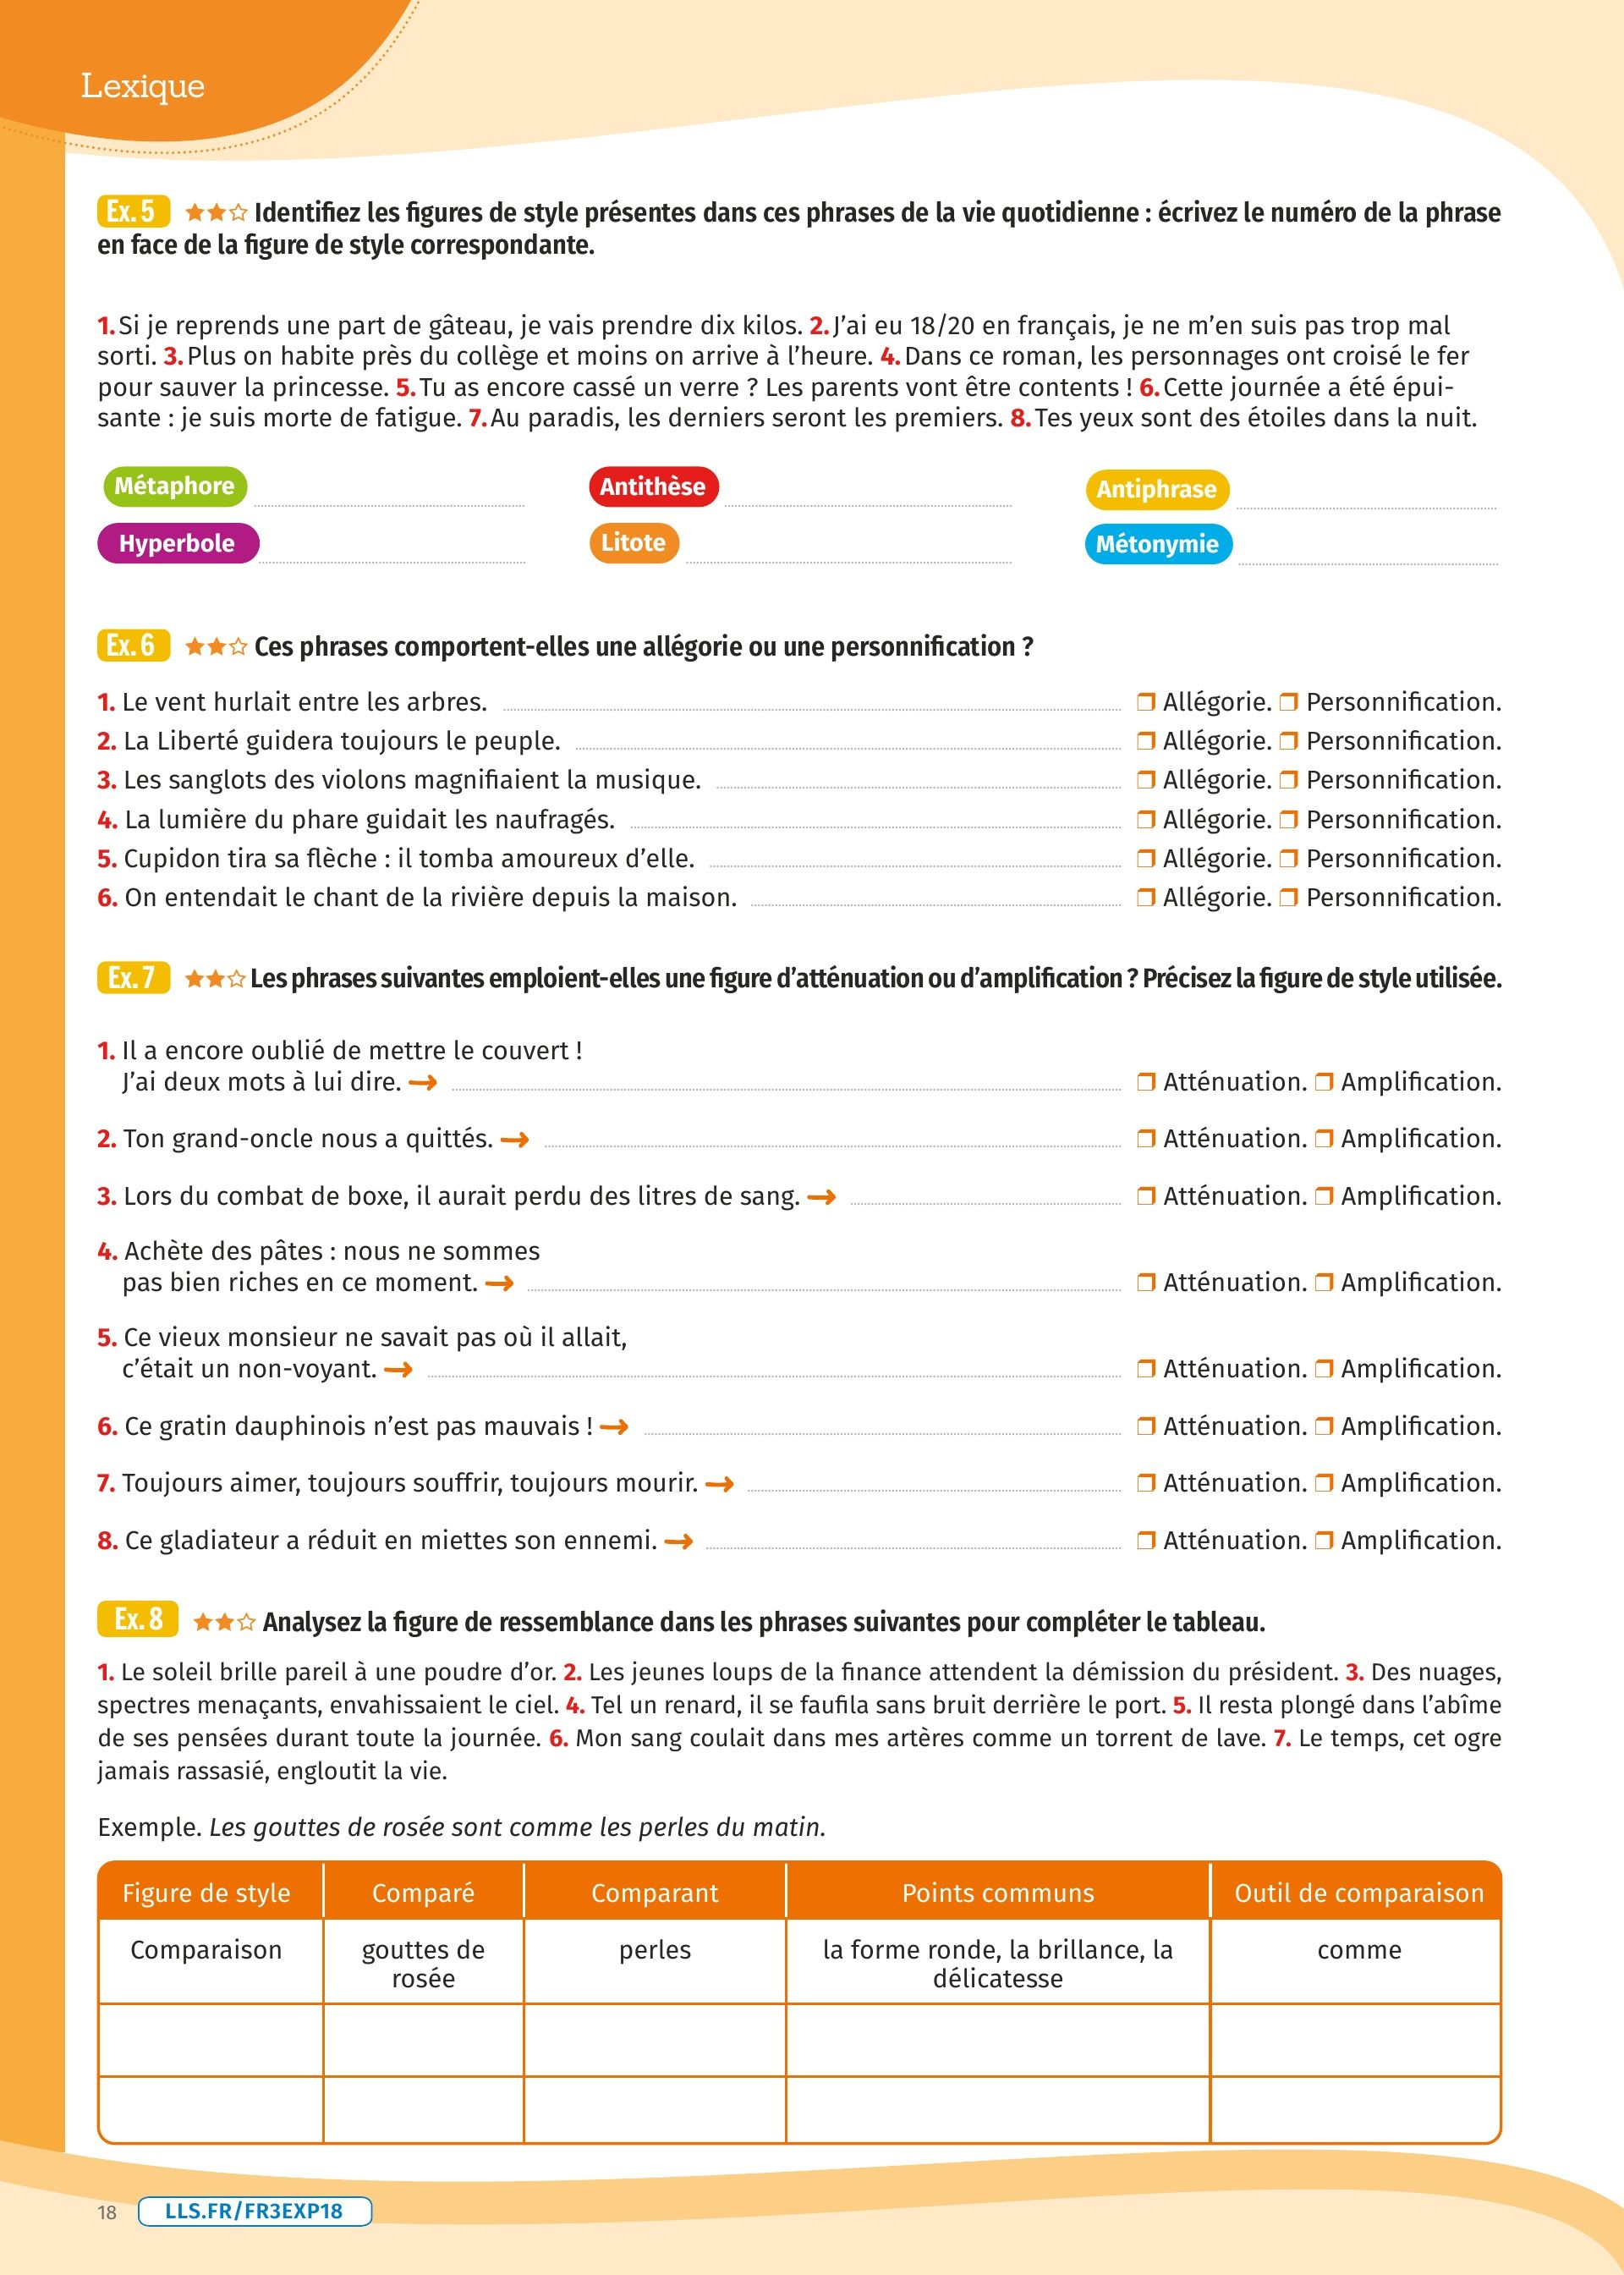 Lexique
Ex. 5 ★★☆ Identifiez les figures de style présentes dans ces phrases de la vie quotidienne : écrivez le numéro de la phrase
en face de la figure de style correspondante.
1. Si je reprends une part de gâteau, je vais prendre dix kilos. 2. J’ai eu 18/20 en français, je ne m’en suis pas trop mal
sorti. 3. Plus on habite près du collège et moins on arrive à l’heure. 4. Dans ce roman, les personnages ont croisé le fer
pour sauver la princesse. 5. Tu as encore cassé un verre ? Les parents vont être contents ! 6. Cette journée a été épui-
sante : je suis morte de fatigue. 7. Au paradis, les derniers seront les premiers. 8. Tes yeux sont des étoiles dans la nuit.
Métaphore Antithèse Antiphrase
Hyperbole Litote Métonymie
Ex. 6 ★★☆ Ces phrases comportent-elles une allégorie ou une personnification ?
1. Le vent hurlait entre les arbres. ❒ Allégorie. ❒ Personnification.
2. La Liberté guidera toujours le peuple. ❒ Allégorie. ❒ Personnification.
3. Les sanglots des violons magnifiaient la musique. ❒ Allégorie. ❒ Personnification.
4. La lumière du phare guidait les naufragés. ❒ Allégorie. ❒ Personnification.
5. Cupidon tira sa flèche : il tomba amoureux d’elle. ❒ Allégorie. ❒ Personnification.
6. On entendait le chant de la rivière depuis la maison. ❒ Allégorie. ❒ Personnification.
Ex. 7 ★★☆ Les phrases suivantes emploient-elles une figure d’atténuation ou d’amplification ? Précisez la figure de style utilisée.
1. Il a encore oublié de mettre le couvert !
J’ai deux mots à lui dire. → ❒ Atténuation. ❒ Amplification.
2. Ton grand-oncle nous a quittés. → ❒ Atténuation. ❒ Amplification.
3. Lors du combat de boxe, il aurait perdu des litres de sang. → ❒ Atténuation. ❒ Amplification.
4. Achète des pâtes : nous ne sommes
pas bien riches en ce moment. → ❒ Atténuation. ❒ Amplification.
5. Ce vieux monsieur ne savait pas où il allait,
c’était un non-voyant. → ❒ Atténuation. ❒ Amplification.
6. Ce gratin dauphinois n’est pas mauvais ! → ❒ Atténuation. ❒ Amplification.
7. Toujours aimer, toujours souffrir, toujours mourir. → ❒ Atténuation. ❒ Amplification.
8. Ce gladiateur a réduit en miettes son ennemi. → ❒ Atténuation. ❒ Amplification.
Ex. 8 ★★☆ Analysez la figure de ressemblance dans les phrases suivantes pour compléter le tableau.
1. Le soleil brille pareil à une poudre d’or. 2. Les jeunes loups de la finance attendent la démission du président. 3. Des nuages,
spectres menaçants, envahissaient le ciel. 4. Tel un renard, il se faufila sans bruit derrière le port. 5. Il resta plongé dans l’abîme
de ses pensées durant toute la journée. 6. Mon sang coulait dans mes artères comme un torrent de lave. 7. Le temps, cet ogre
jamais rassasié, engloutit la vie.
Exemple. Les gouttes de rosée sont comme les perles du matin.
Figure de style Comparé Comparant Points communs Outil de comparaison
Comparaison gouttes de perles la forme ronde, la brillance, la comme
rosée délicatesse
18 LLS.FR/FR3EXP18